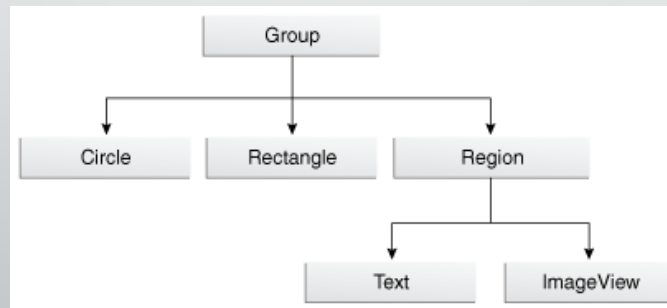 Group
Circle
Rectangle
Region
Text
ImageView